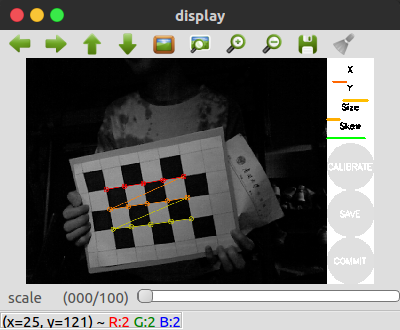 display
X
Y
Size
Skew
CALIBRATE
SAVE
COMMIT
scale (000/100)
(x=25, y=121) ~ R:2 G:2 B:2